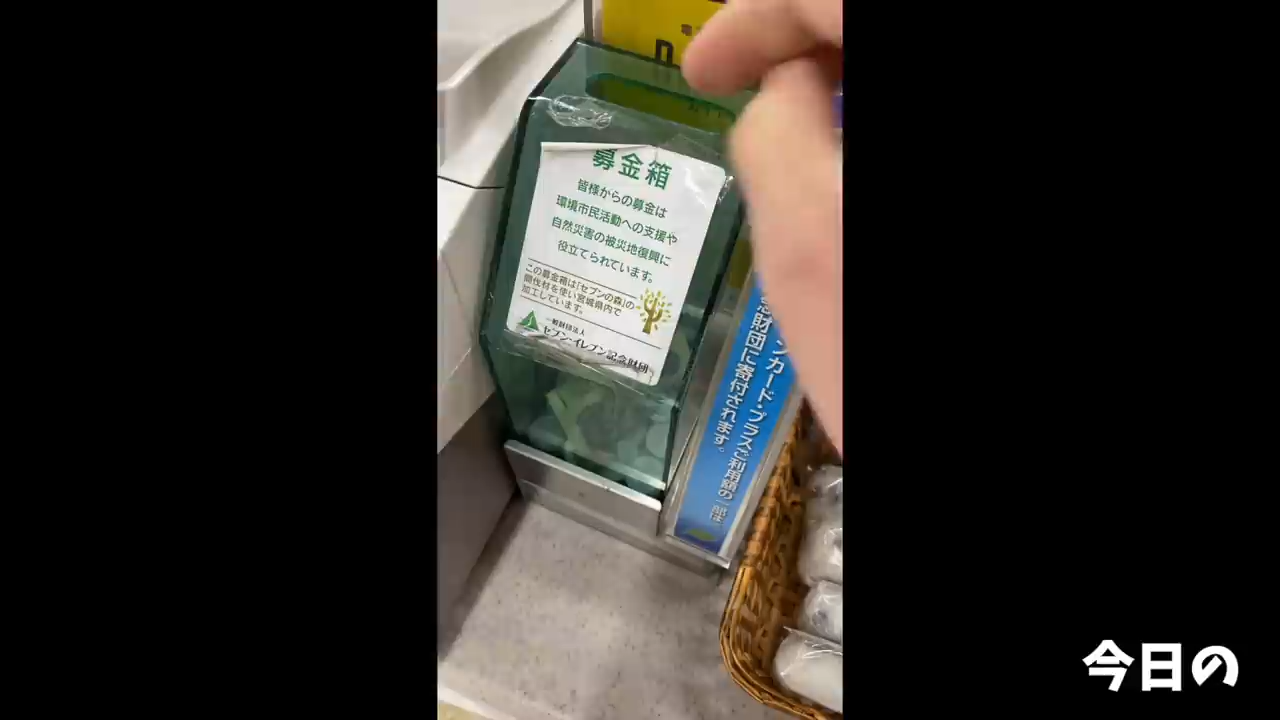 募金箱
皆様からの募金は
環境市民活動への支援や
自然災害の被災地復興に
役立てられています。
この募金箱は「セブンの森」の
間伐材を使い宮城県内で
加工しています。
一般財団法人
セブン-イレブン記念財団
カード・プラスご利用額の一部は、
財団に寄付されます。
今日の